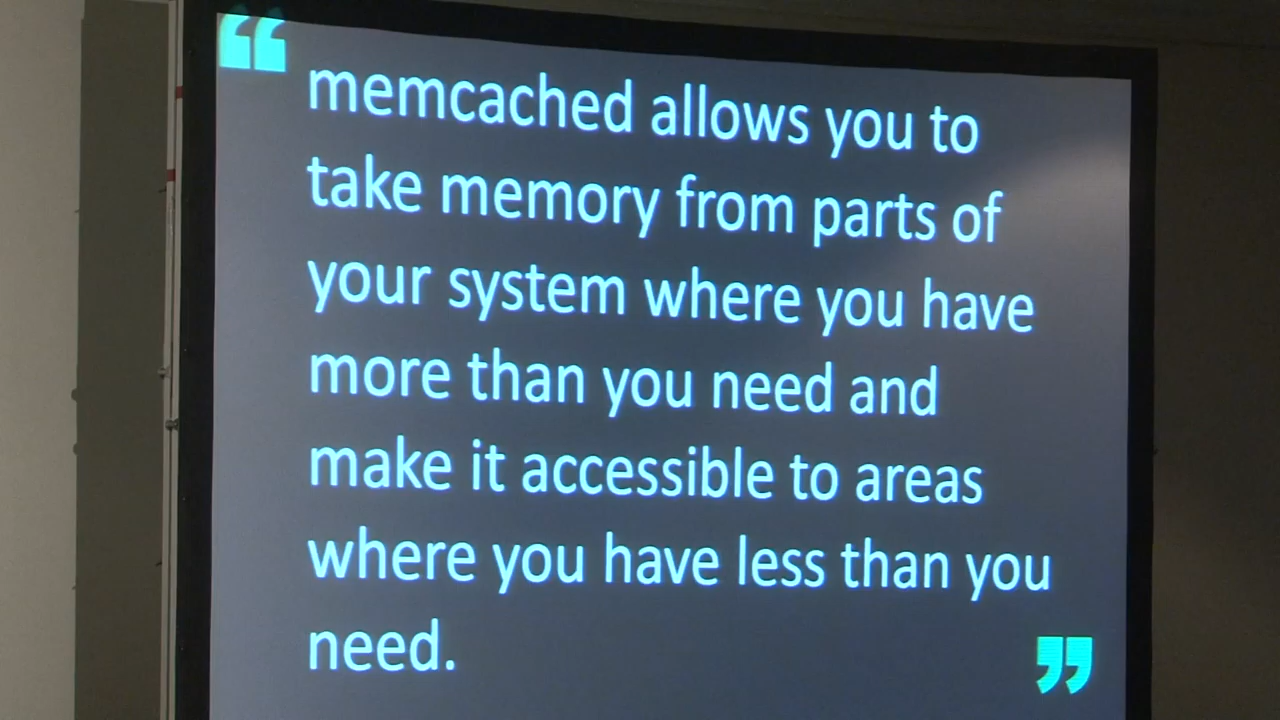 “
memcached allows you to
take memory from parts of
your system where you have
more than you need and
make it accessible to areas
where you have less than you
need.
”